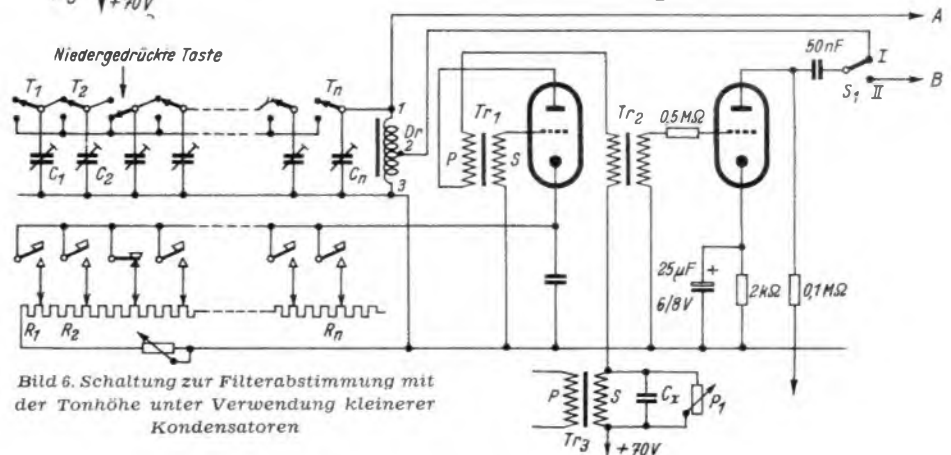 +70V
A
Niedergedrückte Taste
50nF
I
T1 T2 Tn 1 Tr1 Tr2 0,5MΩ S1 II B
Dr
2
P S
C1 C2 Cn 3
25µF +
6/8V
2kΩ 0,1MΩ
R1 R2 Rn
P S Cx P1
Tr3 +70V
Bild 6. Schaltung zur Filterabstimmung mit
der Tonhöhe unter Verwendung kleinerer
Kondensatoren